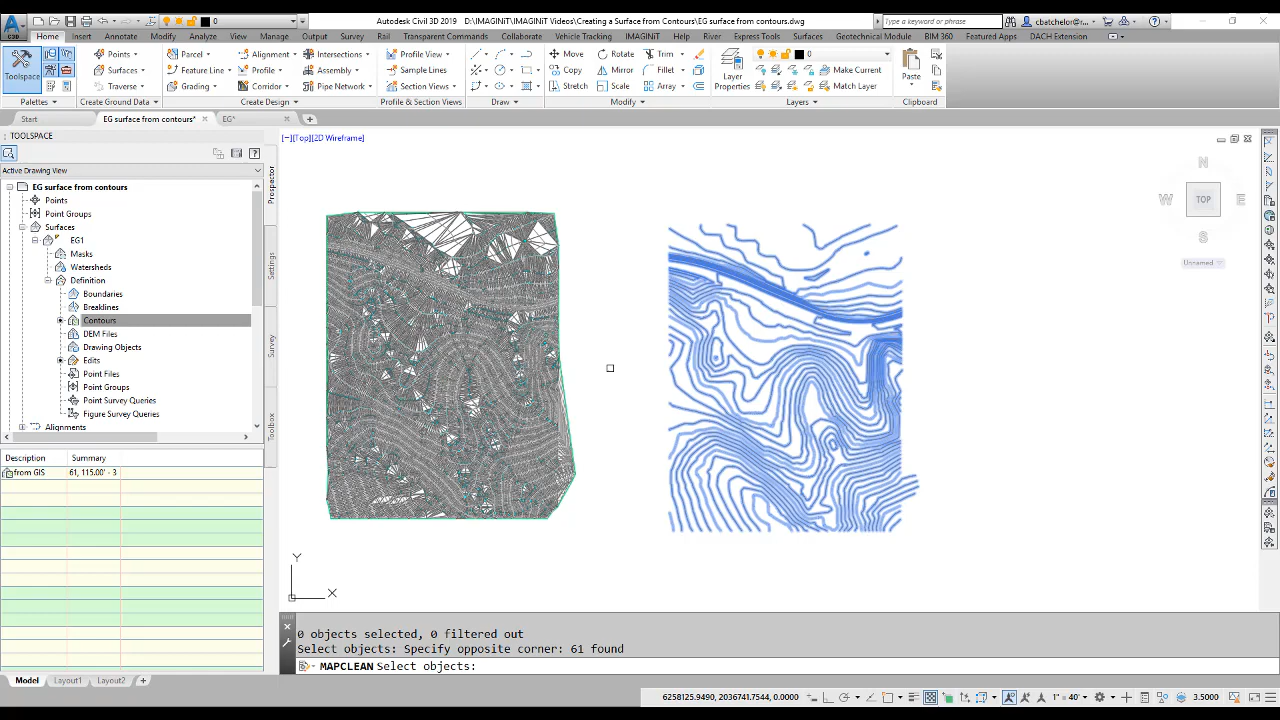 Autodesk Civil 3D 2019 D:\IMAGINiT\IMAGINiT Videos\Creating a Surface from Contours\EG surface from contours.dwg
Type a keyword or phrase
cbatchelor@r...
0
C3D
Home Insert Annotate Modify Analyze View Manage Output Survey Rail Transparent Commands Collaborate Vehicle Tracking IMAGINiT Help River Express Tools Surfaces Geotechnical Module BIM 360 Featured Apps DACH Extension
Points Parcel Alignment Intersections Profile View Move Rotate Trim 0
Surfaces Feature Line Profile Assembly Sample Lines Copy Mirror Fillet Make Current
Traverse Grading Corridor Pipe Network Section Views Stretch Scale Array Match Layer
Toolspace
Layer Properties
Paste
Palettes Create Ground Data Create Design Profile & Section Views Draw Modify Layers Clipboard
Start EG surface from contours* EG*
TOOLSPACE
[−][Top][2D Wireframe]
Active Drawing View
EG surface from contours
Points
Point Groups
Surfaces
EG1
Masks
Watersheds
Definition
Boundaries
Breaklines
Contours
DEM Files
Drawing Objects
Edits
Point Files
Point Groups
Point Survey Queries
Figure Survey Queries
Alignments
Prospector
Settings
Survey
Toolbox
N
W TOP E
S
Unnamed
Description Summary
from GIS 61, 115.00' - 3
Y
X
0 objects selected, 0 filtered out
Select objects: Specify opposite corner: 61 found
MAPCLEAN Select objects:
Model Layout1 Layout2 +
6258125.9490, 2036741.7544, 0.0000 MODEL 1" = 40' 3.5000